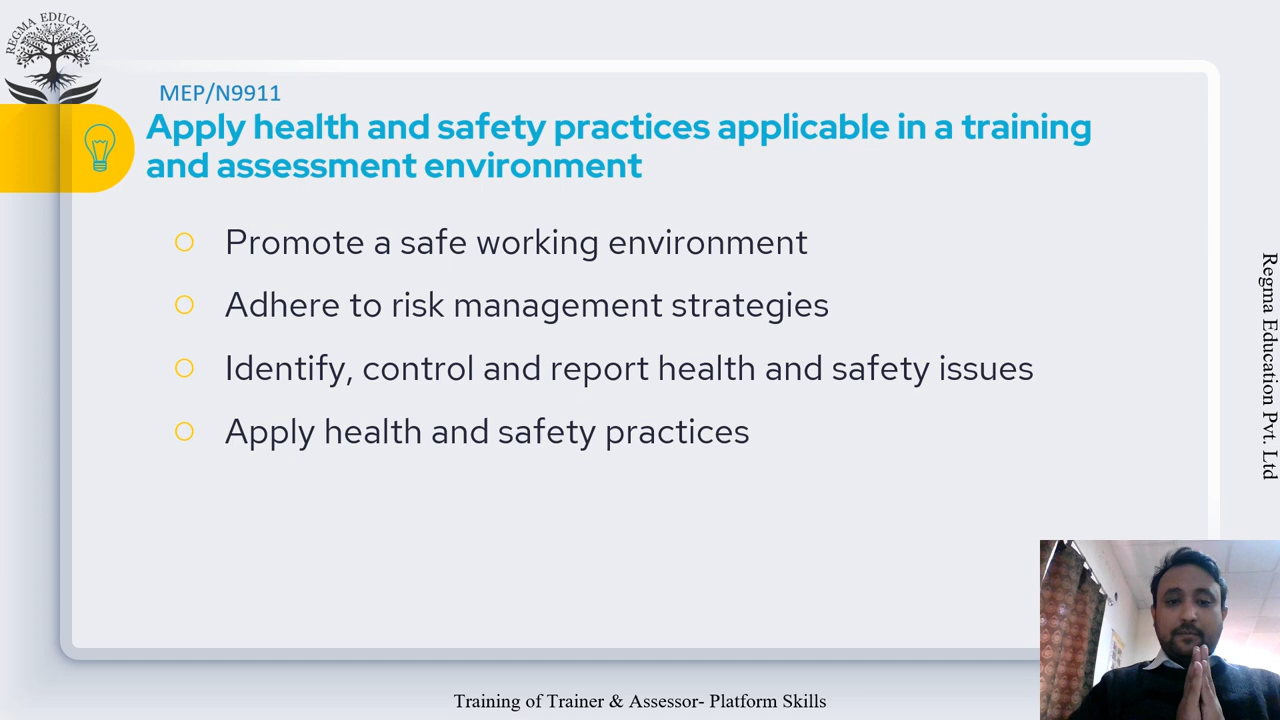 REGMA EDUCATION
MEP/N9911
Apply health and safety practices applicable in a training
and assessment environment
Promote a safe working environment
Adhere to risk management strategies
Identify, control and report health and safety issues
Apply health and safety practices
Regma Education Pvt. Ltd
Training of Trainer & Assessor- Platform Skills